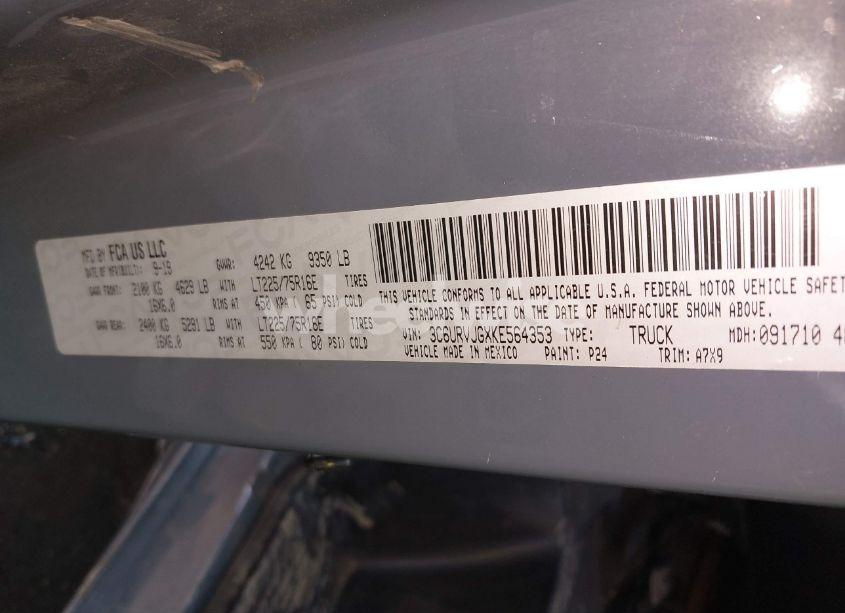 MFD BY FCA US LLC
DATE OF MFR(BUILT): 9-19 GVWR: 4242 KG 9350 LB
GAWR FRONT: 2100 KG 4629 LB WITH LT225/75R16E TIRES
16X6.0 RIMS AT 450 KPA ( 65 PSI) COLD
GAWR REAR: 2400 KG 5291 LB WITH LT225/75R16E TIRES
16X6.0 RIMS AT 550 KPA ( 80 PSI) COLD
THIS VEHICLE CONFORMS TO ALL APPLICABLE U.S.A. FEDERAL MOTOR VEHICLE SAFET
STANDARDS IN EFFECT ON THE DATE OF MANUFACTURE SHOWN ABOVE.
VIN: 3C6URVJGXKE564353 TYPE: TRUCK MDH: 091710
VEHICLE MADE IN MEXICO PAINT: P24 TRIM: A7X9